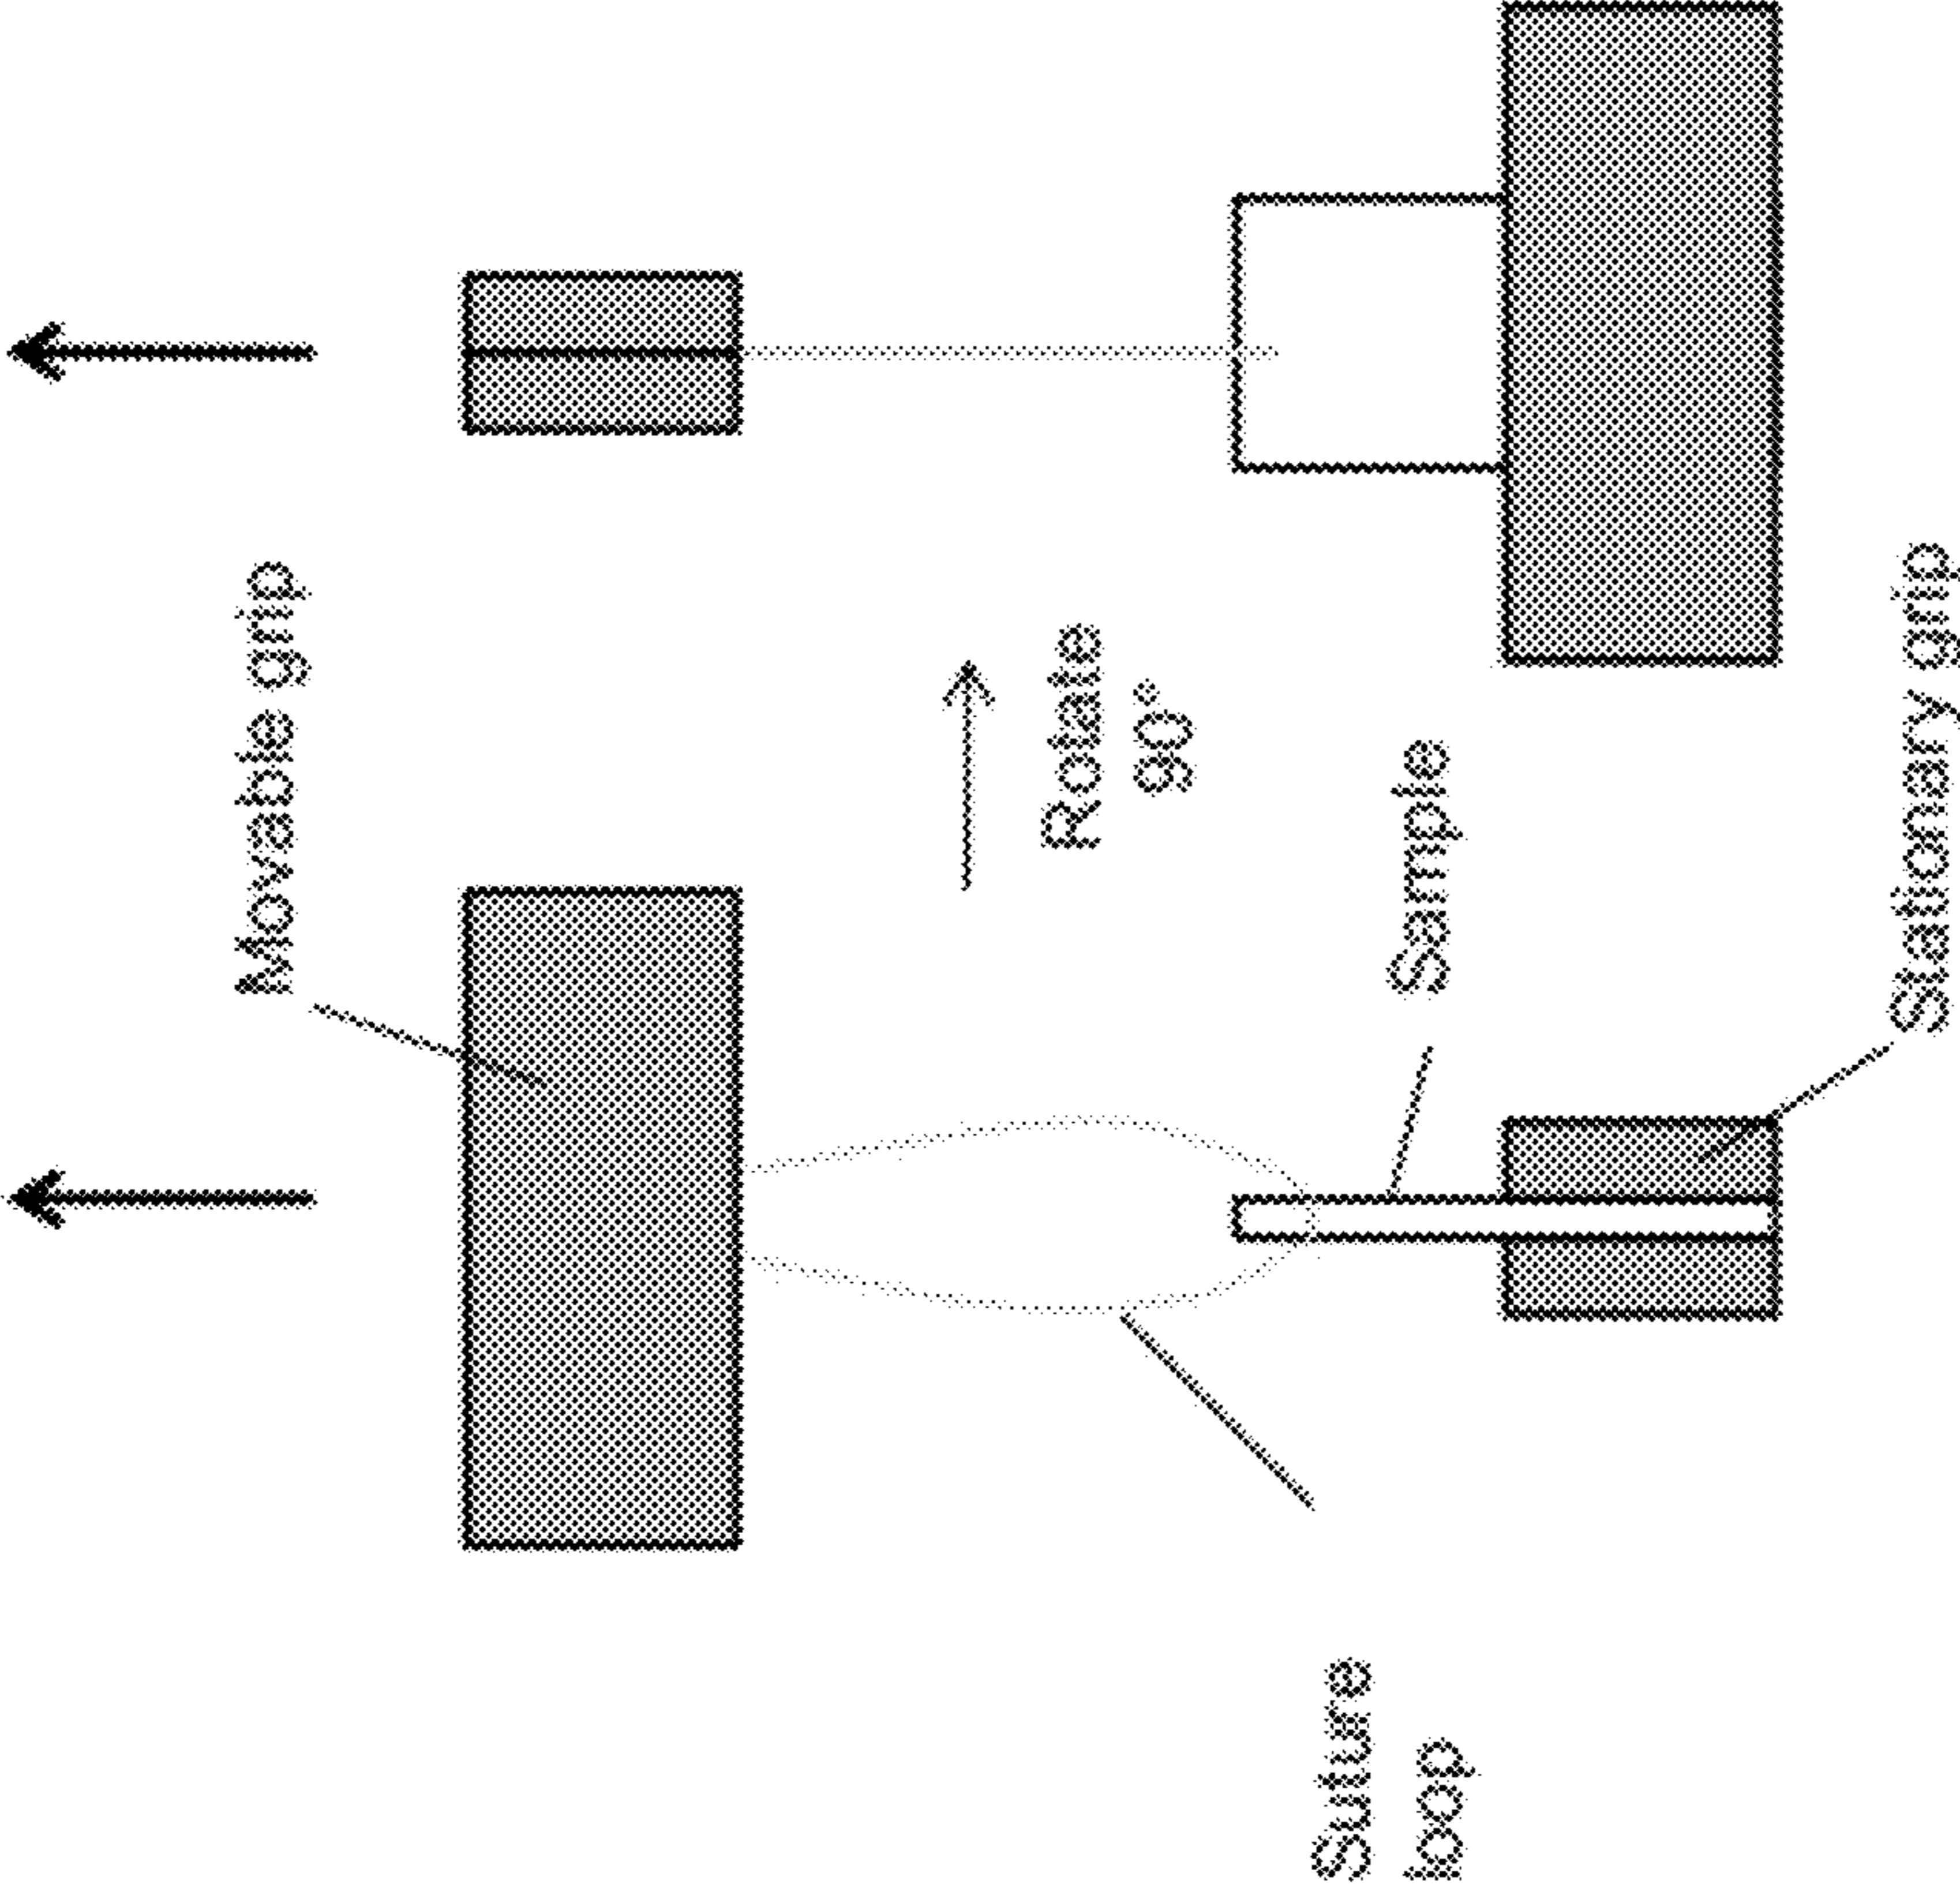 Movable grip
Rotate
90°
Sample
Stationary grip
Suture
loop